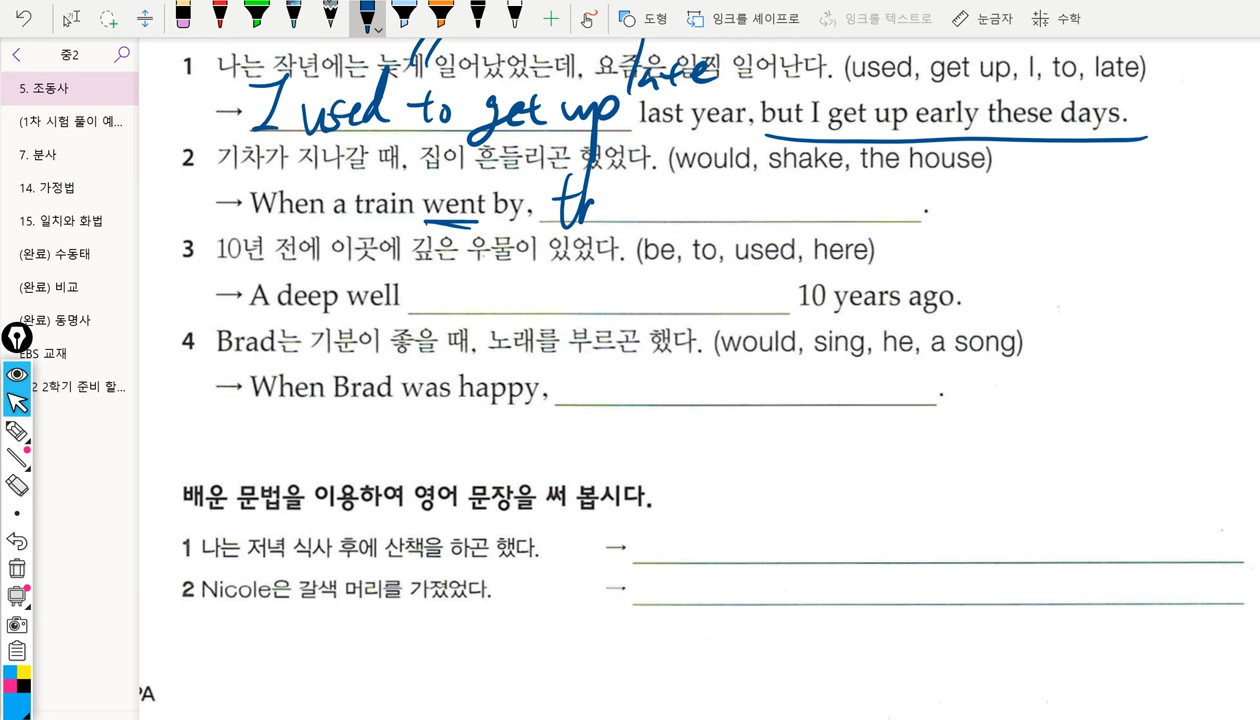 도형
잉크를 셰이프로
잉크를 텍스트로
눈금자
수학
중2
5. 조동사
(1차 시험 풀이 예...
7. 분사
14. 가정법
15. 일치와 화법
(완료) 수동태
(완료) 비교
(완료) 동명사
EBS 교재
2 2학기 준비 할...
1 나는 작년에는 늦게 일어났었는데, 요즘은 일찍 일어난다. (used, get up, I, to, late)
→ I used to get up late last year, but I get up early these days.
2 기차가 지나갈 때, 집이 흔들리곤 했었다. (would, shake, the house)
→ When a train went by, th .
3 10년 전에 이곳에 깊은 우물이 있었다. (be, to, used, here)
→ A deep well 10 years ago.
4 Brad는 기분이 좋을 때, 노래를 부르곤 했다. (would, sing, he, a song)
→ When Brad was happy, .
배운 문법을 이용하여 영어 문장을 써 봅시다.
1 나는 저녁 식사 후에 산책을 하곤 했다. →
2 Nicole은 갈색 머리를 가졌었다. →
PA